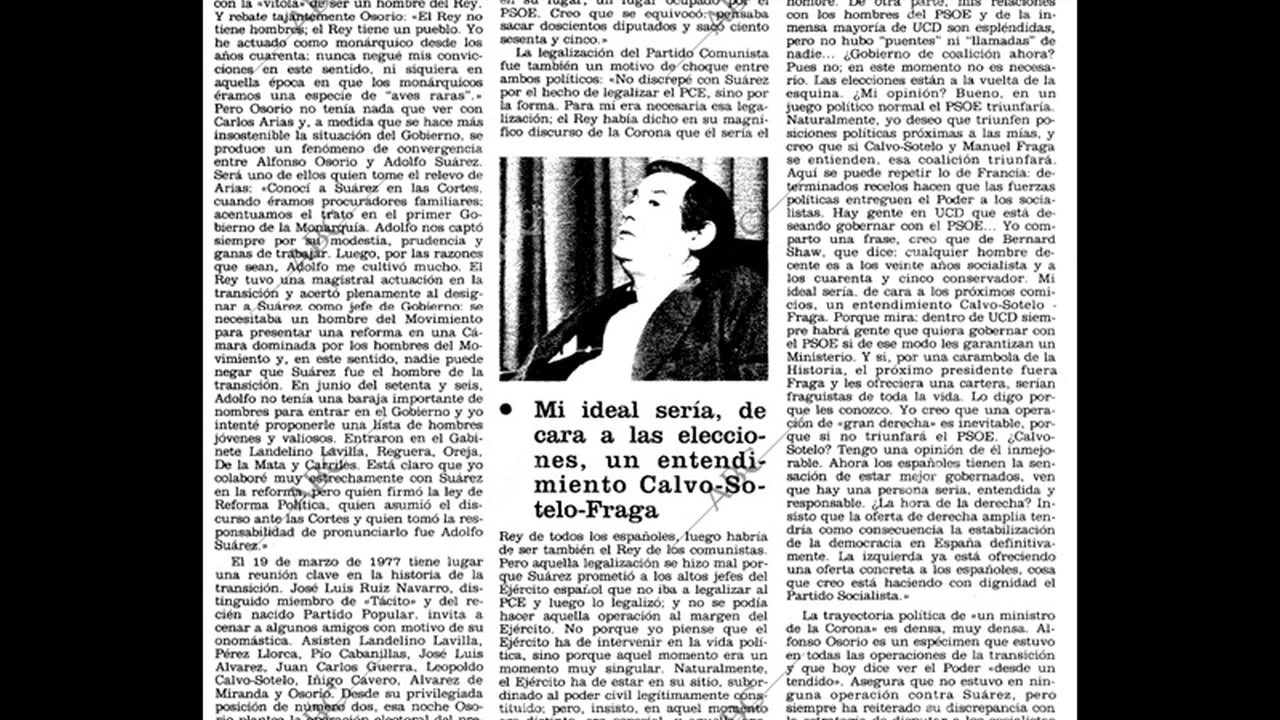 con la «vitola» de ser un hombre del Rey.
Y rebate tajantemente Osorio: «El Rey no
tiene hombres; el Rey tiene un pueblo. Yo
he actuado como monárquico desde los
años cuarenta; nunca negué mis convic-
ciones en este sentido, ni siquiera en
aquella época en que los monárquicos
éramos una especie de "aves raras".»
Pero Osorio no tenía nada que ver con
Carlos Arias y, a medida que se hace más
insostenible la situación del Gobierno, se
produce un fenómeno de convergencia
entre Alfonso Osorio y Adolfo Suárez.
Será uno de ellos quien tome el relevo de
Arias: «Conocí a Suárez en las Cortes,
cuando éramos procuradores familiares;
acentuamos el trato en el primer Go-
bierno de la Monarquía. Adolfo nos captó
siempre por su modestia, prudencia y
ganas de trabajar. Luego, por las razones
que sean, Adolfo me cultivó mucho. El
Rey tuvo una magistral actuación en la
transición y acertó plenamente al desig-
nar a Suárez como jefe de Gobierno: se
necesitaba un hombre del Movimiento
para presentar una reforma en una Cá-
mara dominada por los hombres del Mo-
vimiento y, en este sentido, nadie puede
negar que Suárez fue el hombre de la
transición. En junio del setenta y seis,
Adolfo no tenía una baraja importante de
nombres para entrar en el Gobierno y yo
intenté proponerle una lista de hombres
jóvenes y valiosos. Entraron en el Gabi-
nete Landelino Lavilla, Reguera, Oreja,
De la Mata y Carriles. Está claro que yo
colaboré muy estrechamente con Suárez
en la reforma, pero quien firmó la ley de
Reforma Política, quien asumió el dis-
curso ante las Cortes y quien tomó la res-
ponsabilidad de pronunciarlo fue Adolfo
Suárez.»
El 19 de marzo de 1977 tiene lugar
una reunión clave en la historia de la
transición. José Luis Ruiz Navarro, dis-
tinguido miembro de «Tácito» y del re-
cién nacido Partido Popular, invita a
cenar a algunos amigos con motivo de su
onomástica. Asisten Landelino Lavilla,
Pérez Llorca, Pío Cabanillas, José Luis
Alvarez, Juan Carlos Guerra, Leopoldo
Calvo-Sotelo, Iñigo Cavero, Alvarez de
Miranda y Osorio. Desde su privilegiada
posición de número dos, esa noche Oso-
rio plantea la operación electoral del pre-
en su lugar, un lugar ocupado por el
PSOE. Creo que se equivocó; pensaba
sacar doscientos diputados y sacó ciento
sesenta y cinco.»
La legalización del Partido Comunista
fue también un motivo de choque entre
ambos políticos: «No discrepé con Suárez
por el hecho de legalizar el PCE, sino por
la forma. Para mí era necesaria esa lega-
lización; el Rey había dicho en su magní-
fico discurso de la Corona que él sería el
● Mi ideal sería, de
cara a las eleccio-
nes, un entendi-
miento Calvo-So-
telo-Fraga
Rey de todos los españoles, luego habría
de ser también el Rey de los comunistas.
Pero aquella legalización se hizo mal por-
que Suárez prometió a los altos jefes del
Ejército español que no iba a legalizar al
PCE y luego lo legalizó; y no se podía
hacer aquella operación al margen del
Ejército. No porque yo piense que el
Ejército ha de intervenir en la vida polí-
tica, sino porque aquel momento era un
momento muy singular. Naturalmente,
el Ejército ha de estar en su sitio, subor-
dinado al poder civil legítimamente cons-
tituido; pero, insisto, en aquel momento
hombre. De otra parte, mis relaciones
con los hombres del PSOE y de la in-
mensa mayoría de UCD son espléndidas,
pero no hubo "puentes" ni "llamadas" de
nadie... ¿Gobierno de coalición ahora?
Pues no; en este momento no es necesa-
rio. Las elecciones están a la vuelta de la
esquina. ¿Mi opinión? Bueno, en un
juego político normal el PSOE triunfaría.
Naturalmente, yo deseo que triunfen po-
siciones políticas próximas a las mías, y
creo que si Calvo-Sotelo y Manuel Fraga
se entienden, esa coalición triunfará.
Aquí se puede repetir lo de Francia: de-
terminados recelos hacen que las fuerzas
políticas entreguen el Poder a los socia-
listas. Hay gente en UCD que está de-
seando gobernar con el PSOE... Yo com-
parto una frase, creo que de Bernard
Shaw, que dice: cualquier hombre de-
cente es a los veinte años socialista y a
los cuarenta y cinco conservador. Mi
ideal sería, de cara a los próximos comi-
cios, un entendimiento Calvo-Sotelo -
Fraga. Porque mira: dentro de UCD siem-
pre habrá gente que quiera gobernar con
el PSOE si de ese modo les garantizan un
Ministerio. Y si, por una carambola de la
Historia, el próximo presidente fuera
Fraga y les ofreciera una cartera, serían
fraguistas de toda la vida. Lo digo por-
que les conozco. Yo creo que una opera-
ción de «gran derecha» es inevitable, por-
que si no triunfará el PSOE. ¿Calvo-
Sotelo? Tengo una opinión de él inmejo-
rable. Ahora los españoles tienen la sen-
sación de estar mejor gobernados, ven
que hay una persona seria, entendida y
responsable. ¿La hora de la derecha? In-
sisto que la oferta de derecha amplia ten-
dría como consecuencia la estabilización
de la democracia en España definitiva-
mente. La izquierda ya está ofreciendo
una oferta concreta a los españoles, cosa
que creo está haciendo con dignidad el
Partido Socialista.»
La trayectoria política de «un ministro
de la Corona» es densa, muy densa. Al-
fonso Osorio es un espécimen que estuvo
en todas las operaciones de la transición
y que hoy dice ver el Poder «desde un
tendido». Asegura que no estuvo en nin-
guna operación contra Suárez, pero
siempre ha reiterado su discrepancia con